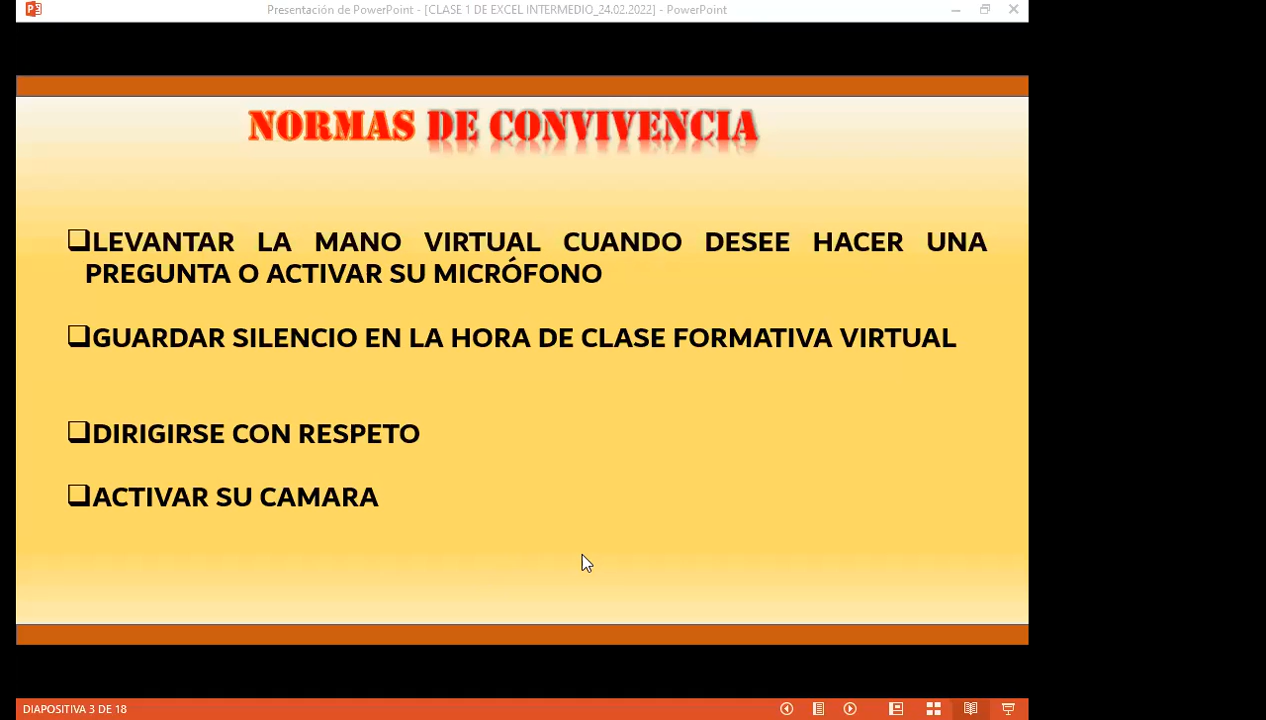 Presentación de PowerPoint - [CLASE 1 DE EXCEL INTERMEDIO_24.02.2022] - PowerPoint
NORMAS DE CONVIVENCIA
LEVANTAR LA MANO VIRTUAL CUANDO DESEE HACER UNA
PREGUNTA O ACTIVAR SU MICRÓFONO
GUARDAR SILENCIO EN LA HORA DE CLASE FORMATIVA VIRTUAL
DIRIGIRSE CON RESPETO
ACTIVAR SU CAMARA
DIAPOSITIVA 3 DE 18